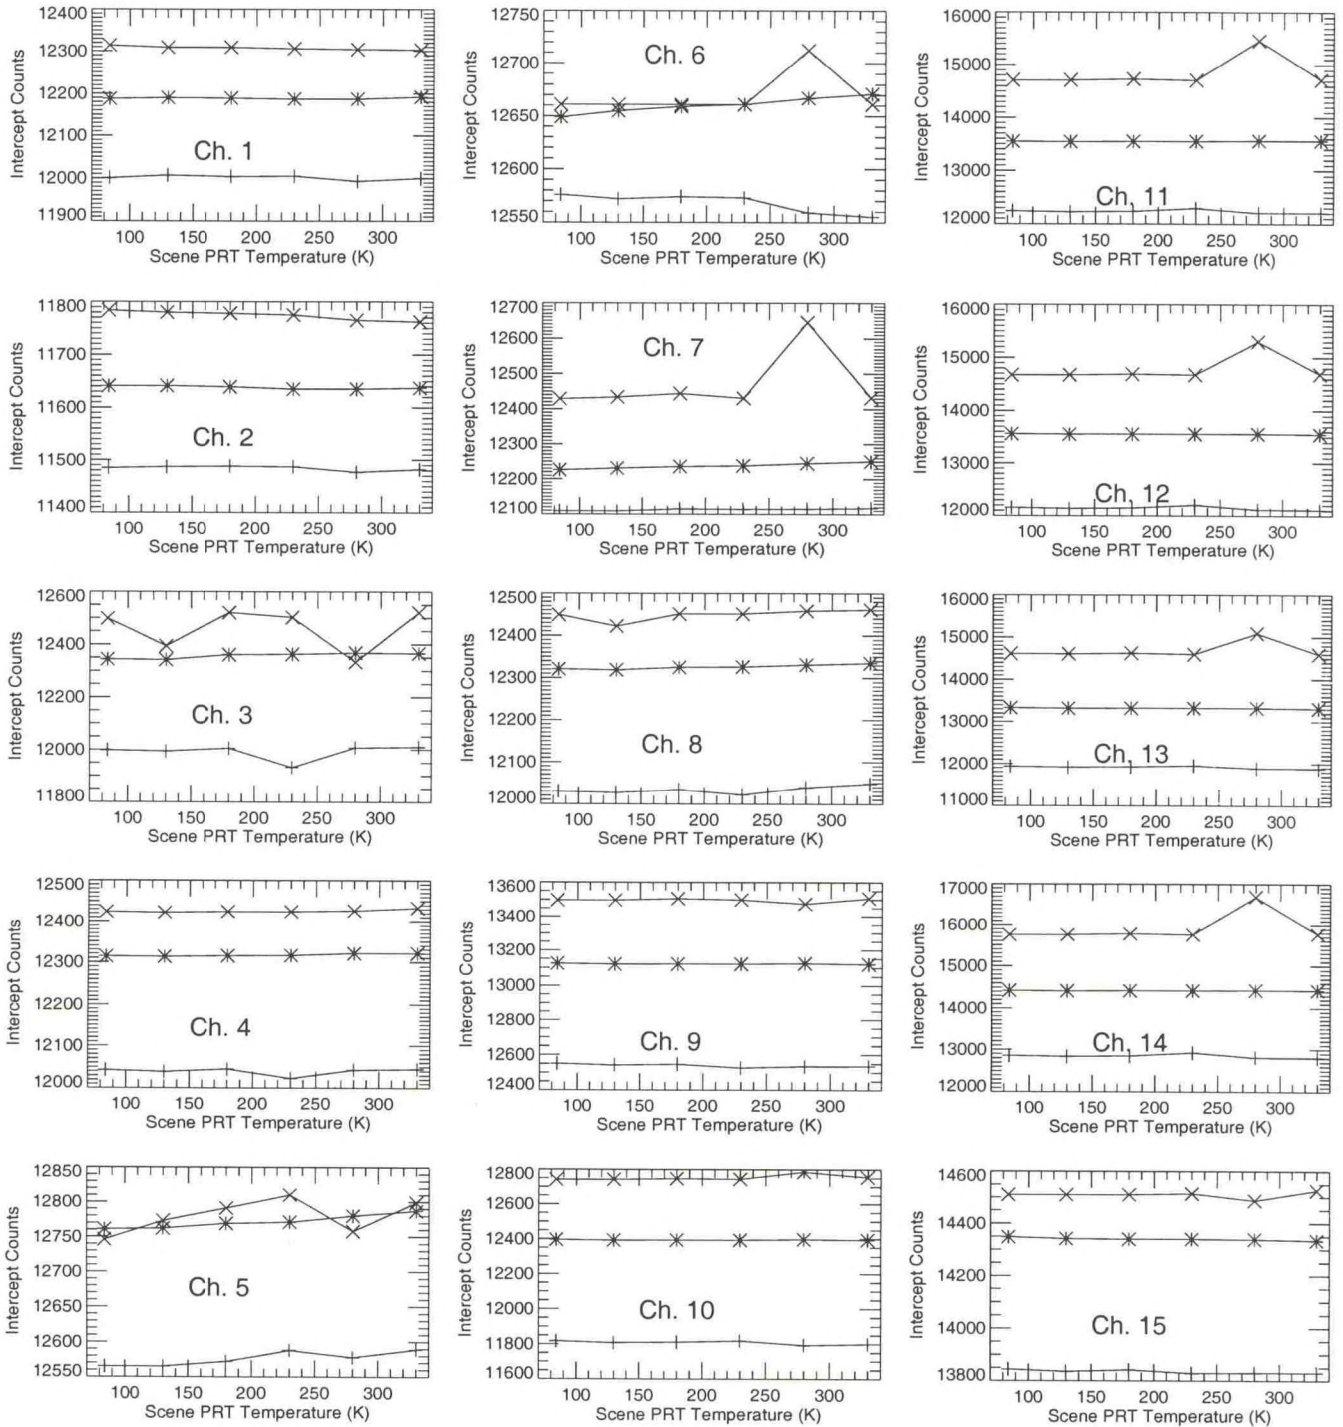 12400
12300
12200
12100
12000
11900
Intercept Counts
Ch. 1
100 150 200 250 300
Scene PRT Temperature (K)
12750
12700
12650
12600
12550
Intercept Counts
Ch. 6
100 150 200 250 300
Scene PRT Temperature (K)
16000
15000
14000
13000
12000
Intercept Counts
Ch. 11
100 150 200 250 300
Scene PRT Temperature (K)
11800
11700
11600
11500
11400
Intercept Counts
Ch. 2
100 150 200 250 300
Scene PRT Temperature (K)
12700
12600
12500
12400
12300
12200
12100
Intercept Counts
Ch. 7
100 150 200 250 300
Scene PRT Temperature (K)
16000
15000
14000
13000
12000
Intercept Counts
Ch. 12
100 150 200 250 300
Scene PRT Temperature (K)
12600
12400
12200
12000
11800
Intercept Counts
Ch. 3
100 150 200 250 300
Scene PRT Temperature (K)
12500
12400
12300
12200
12100
12000
Intercept Counts
Ch. 8
100 150 200 250 300
Scene PRT Temperature (K)
16000
15000
14000
13000
12000
11000
Intercept Counts
Ch. 13
100 150 200 250 300
Scene PRT Temperature (K)
12500
12400
12300
12200
12100
12000
Intercept Counts
Ch. 4
100 150 200 250 300
Scene PRT Temperature (K)
13600
13400
13200
13000
12800
12600
12400
Intercept Counts
Ch. 9
100 150 200 250 300
Scene PRT Temperature (K)
17000
16000
15000
14000
13000
12000
Intercept Counts
Ch. 14
100 150 200 250 300
Scene PRT Temperature (K)
12850
12800
12750
12700
12650
12600
12550
Intercept Counts
Ch. 5
100 150 200 250 300
Scene PRT Temperature (K)
12800
12600
12400
12200
12000
11800
11600
Intercept Counts
Ch. 10
100 150 200 250 300
Scene PRT Temperature (K)
14600
14400
14200
14000
13800
Intercept Counts
Ch. 15
100 150 200 250 300
Scene PRT Temperature (K)